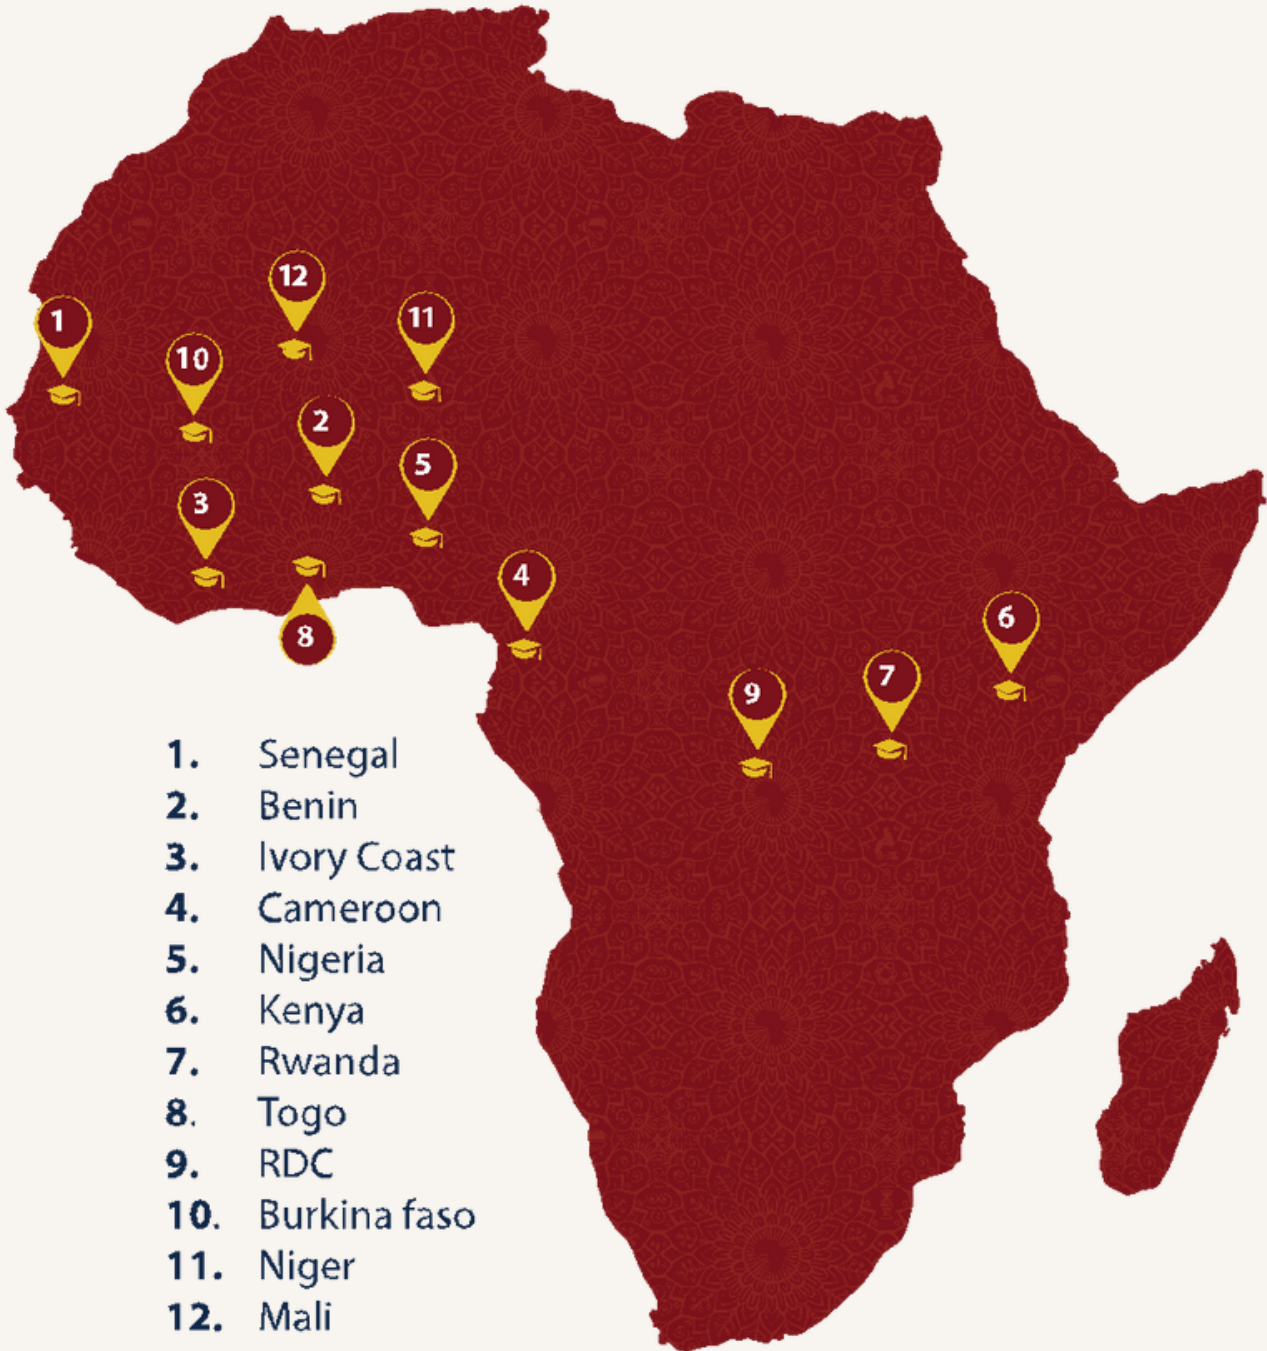 12
11
1
10
2
5
3
4
8
6
7
9
1. Senegal
2. Benin
3. Ivory Coast
4. Cameroon
5. Nigeria
6. Kenya
7. Rwanda
8. Togo
9. RDC
10. Burkina faso
11. Niger
12. Mali